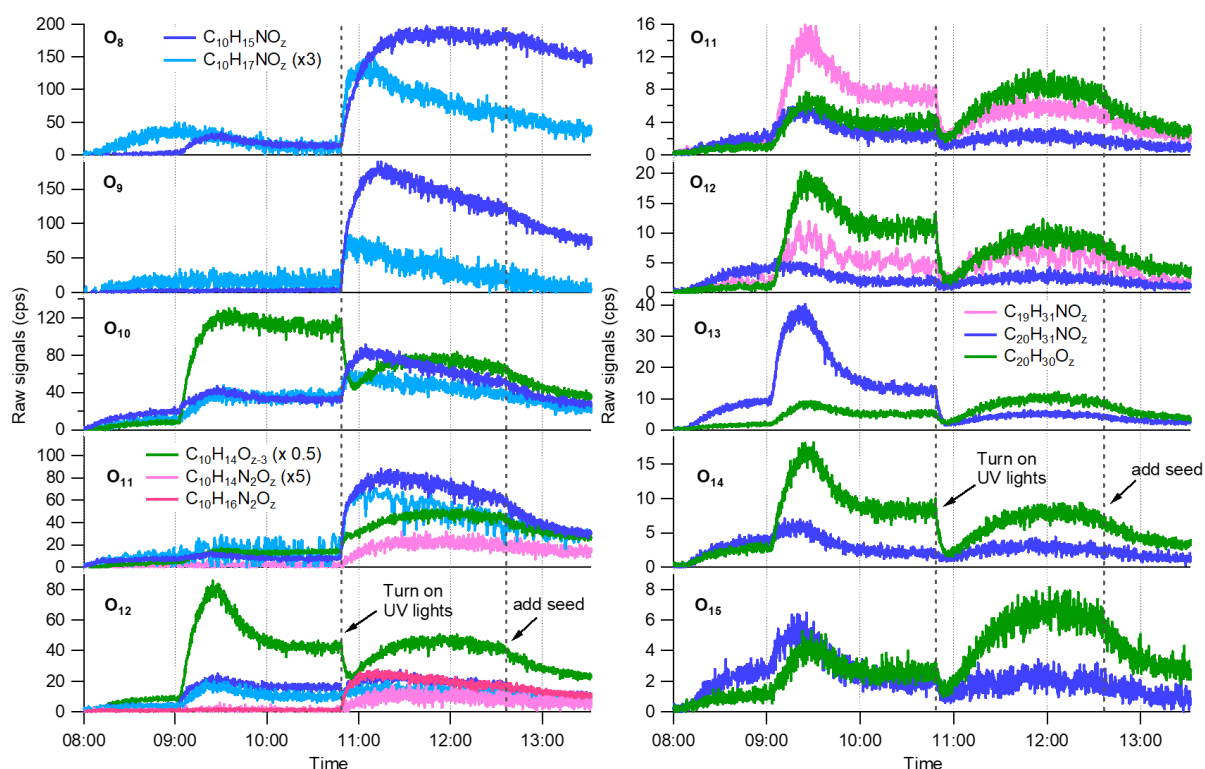 Raw signals (cps)
200
150
100
50
0
O8
C10H15NOz
C10H17NOz (x3)
150
100
50
0
O9
120
80
40
0
O10
100
80
60
40
20
0
O11
C10H14Oz-3 (x 0.5)
C10H14N2Oz (x5)
C10H16N2Oz
80
60
40
20
0
O12
Turn on
UV lights
add seed
08:00 09:00 10:00 11:00 12:00 13:00
Time
Raw signals (cps)
16
12
8
4
0
O11
20
15
10
5
0
O12
40
30
20
10
0
O13
C19H31NOz
C20H31NOz
C20H30Oz
15
10
5
0
O14
Turn on
UV lights
add seed
8
6
4
2
0
O15
08:00 09:00 10:00 11:00 12:00 13:00
Time